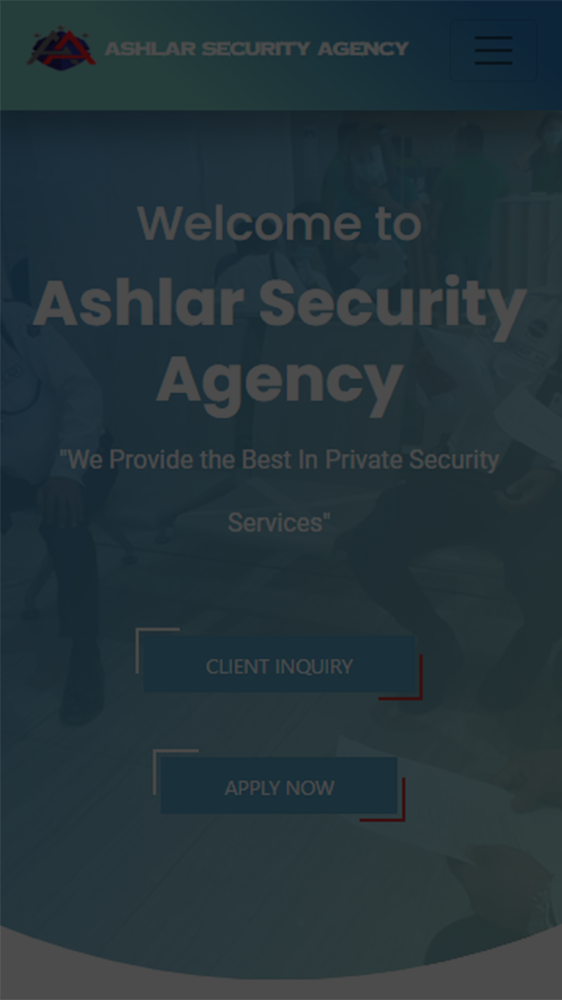 ASHLAR SECURITY AGENCY
Welcome to
Ashlar Security
Agency
"We Provide the Best In Private Security
Services"
CLIENT INQUIRY
APPLY NOW